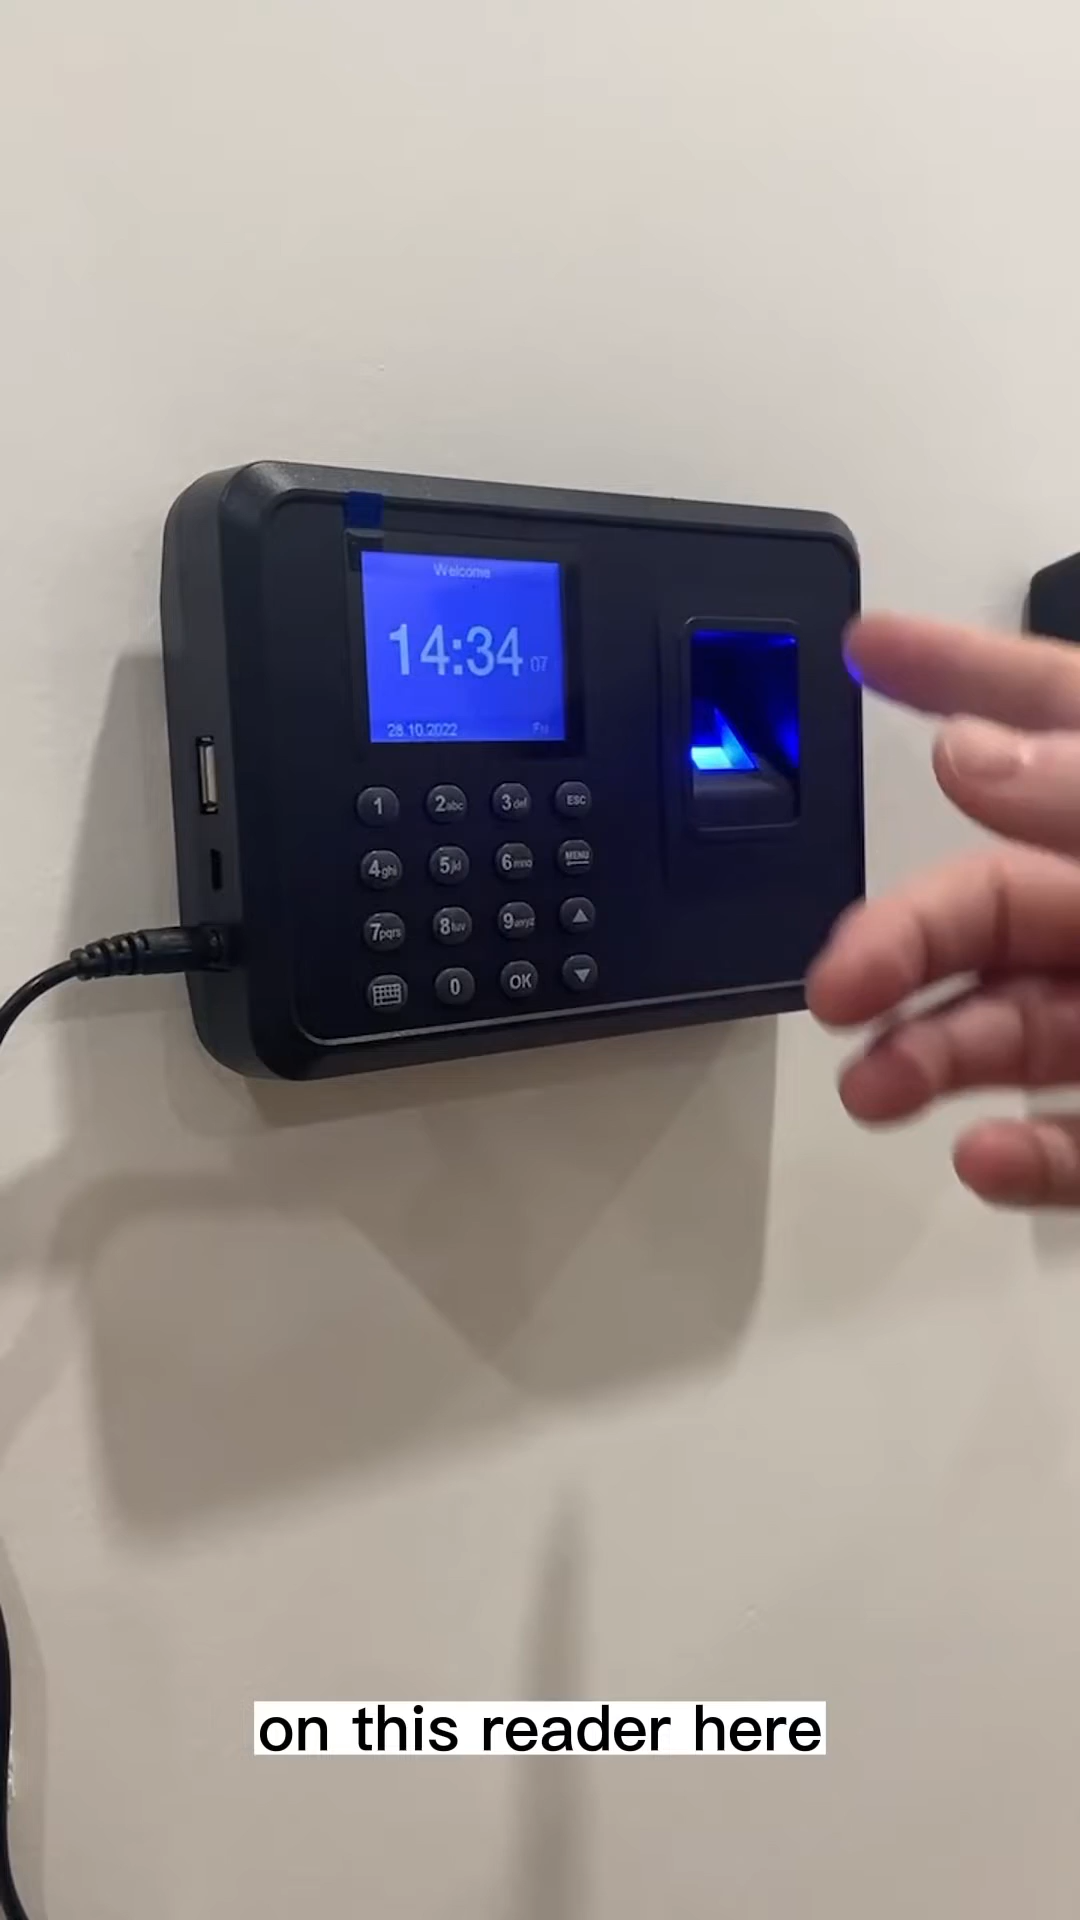 Welcome
14:34 07
28.10.2022 Fri
1 2abc 3def ESC
4ghi 5jkl 6mno MENU
7pqrs 8tuv 9wxyz
0 OK
on this reader here